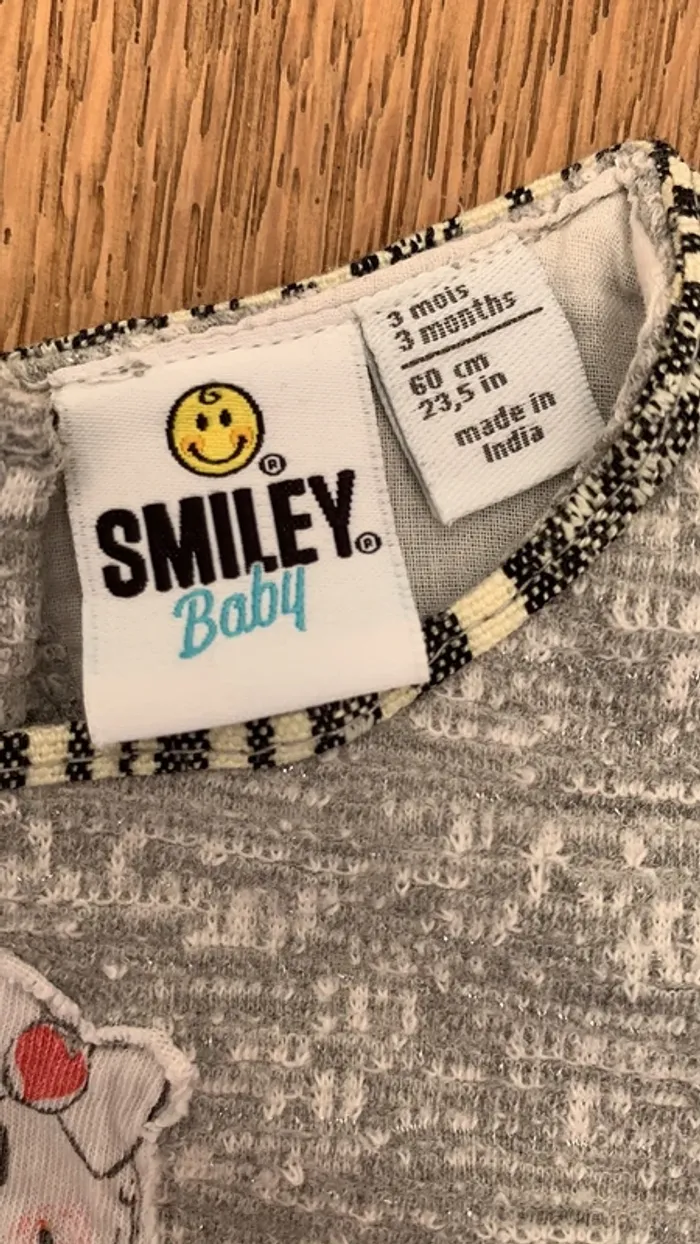 ®
SMILEY®
Baby
3 mois
3 months
60 cm
23,5 in
made in
India